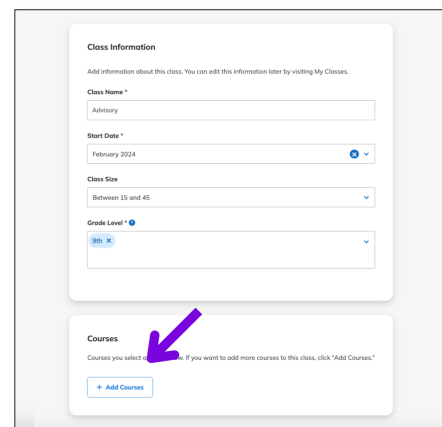 Class Information
Add information about this class. You can edit this information later by visiting My Classes.
Class Name *
Advisory
Start Date *
February 2024
Class Size
Between 15 and 45
Grade Level *
9th
Courses
Courses you select a w. If you want to add more courses to this class, click "Add Courses."
+ Add Courses